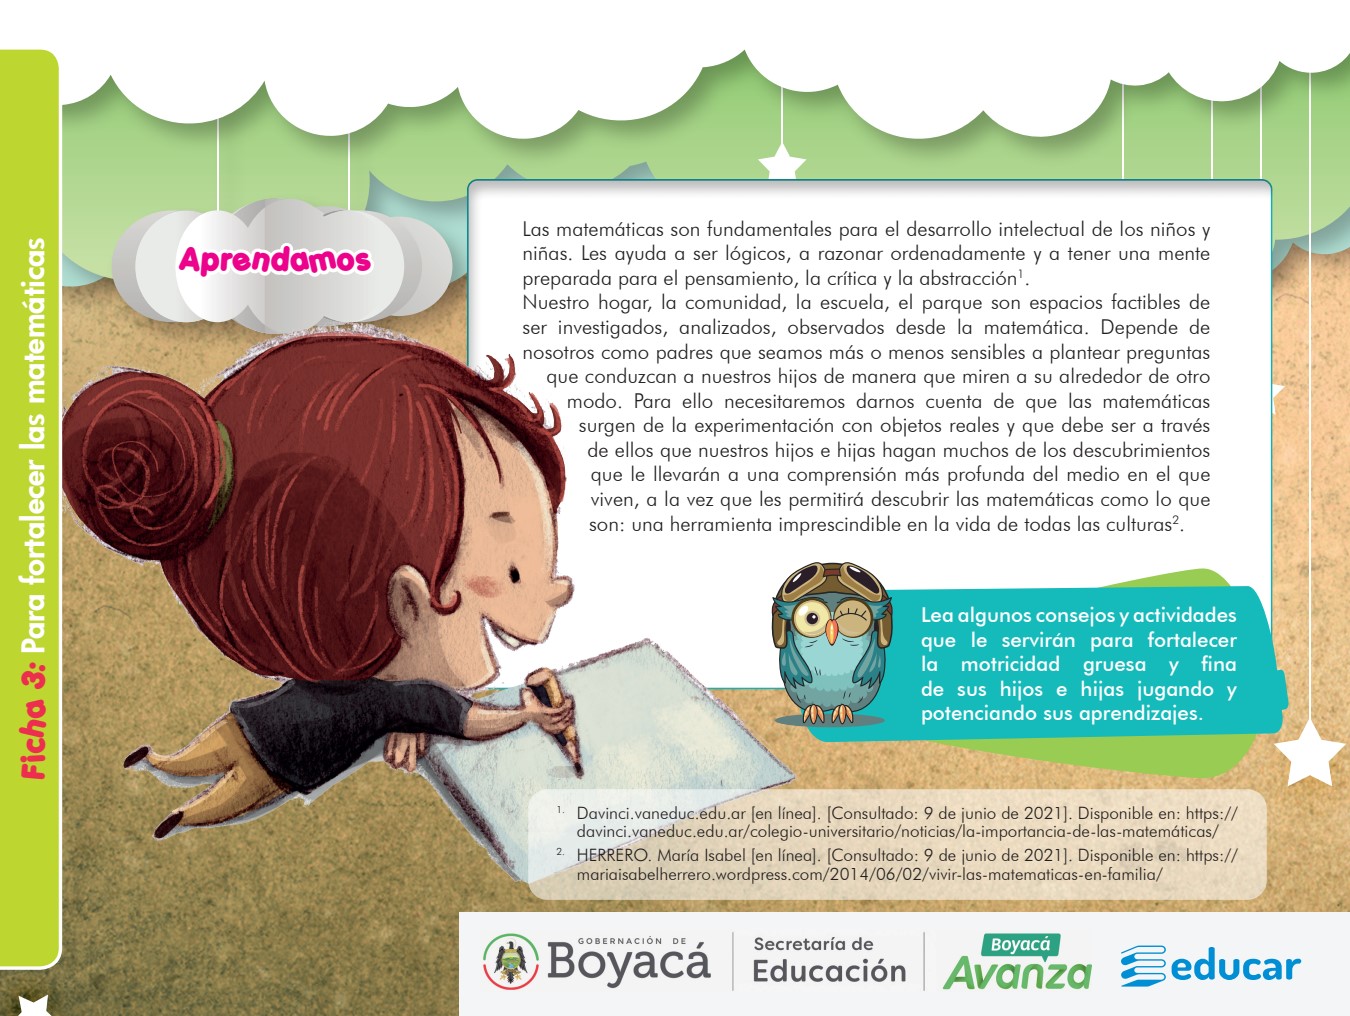 Ficha 3: Para fortalecer las matemáticas
Aprendamos
Las matemáticas son fundamentales para el desarrollo intelectual de los niños y
niñas. Les ayuda a ser lógicos, a razonar ordenadamente y a tener una mente
preparada para el pensamiento, la crítica y la abstracción¹.
Nuestro hogar, la comunidad, la escuela, el parque son espacios factibles de
ser investigados, analizados, observados desde la matemática. Depende de
nosotros como padres que seamos más o menos sensibles a plantear preguntas
que conduzcan a nuestros hijos de manera que miren a su alrededor de otro
modo. Para ello necesitaremos darnos cuenta de que las matemáticas
surgen de la experimentación con objetos reales y que debe ser a través
de ellos que nuestros hijos e hijas hagan muchos de los descubrimientos
que le llevarán a una comprensión más profunda del medio en el que
viven, a la vez que les permitirá descubrir las matemáticas como lo que
son: una herramienta imprescindible en la vida de todas las culturas².
Lea algunos consejos y actividades
que le servirán para fortalecer
la motricidad gruesa y fina
de sus hijos e hijas jugando y
potenciando sus aprendizajes.
1. Davinci.vaneduc.edu.ar [en línea]. [Consultado: 9 de junio de 2021]. Disponible en: https://
davinci.vaneduc.edu.ar/colegio-universitario/noticias/la-importancia-de-las-matemáticas/
2. HERRERO. María Isabel [en línea]. [Consultado: 9 de junio de 2021]. Disponible en: https://
mariaisabelherrero.wordpress.com/2014/06/02/vivir-las-matematicas-en-familia/
GOBERNACIÓN DE
Boyacá
Secretaría de
Educación
Boyacá
Avanza
educar